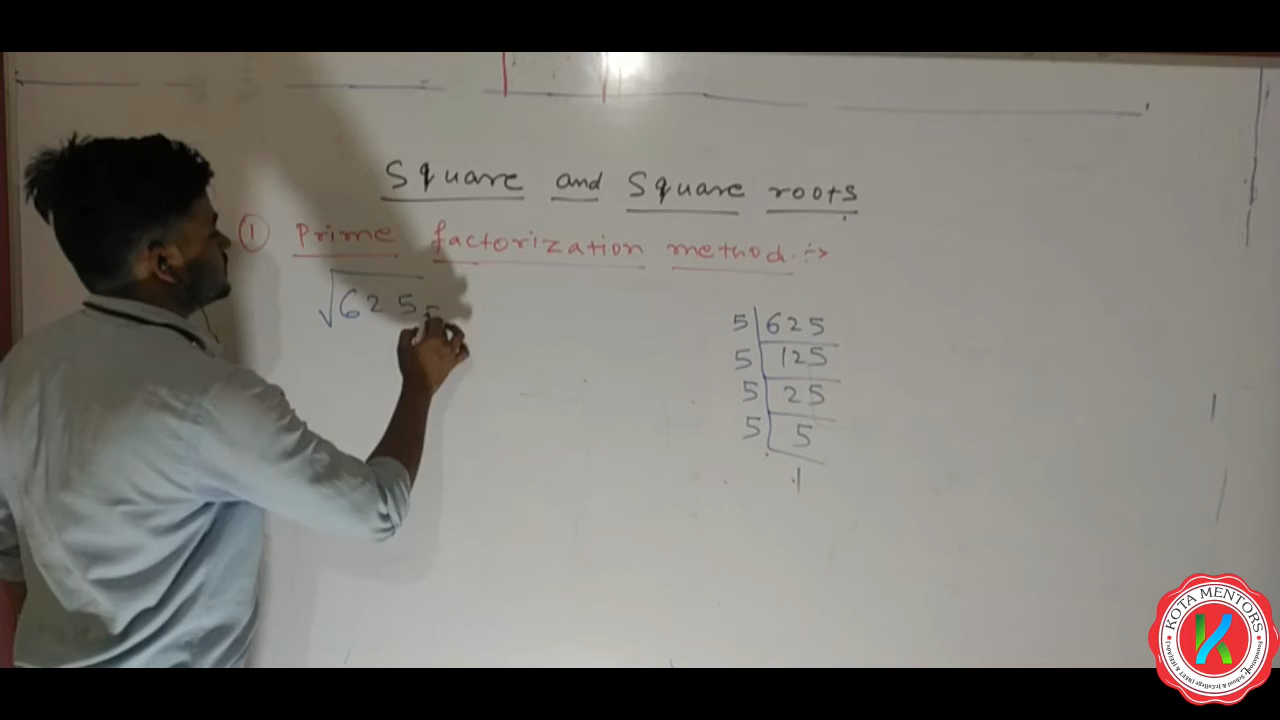 Square and Square roots
① Prime factorization method :->
√625
5 | 625
5 | 125
5 | 25
5 | 5
1
KOTA MENTORS